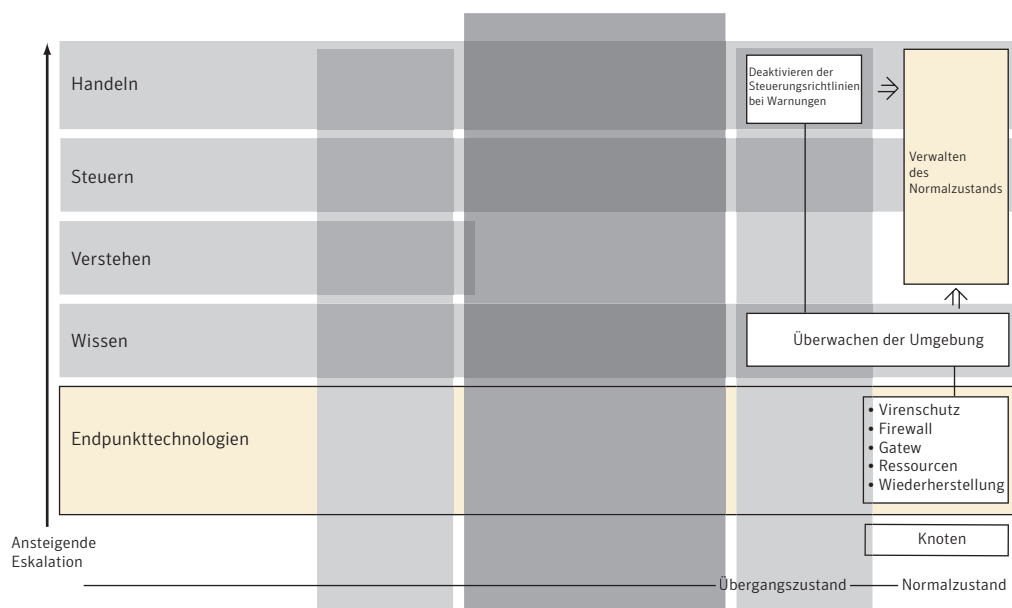 Handeln
Deaktivieren der
Steuerungsrichtlinien
bei Warnungen
Steuern
Verwalten
des
Normalzustands
Verstehen
Wissen
Überwachen der Umgebung
Endpunkttechnologien
• Virenschutz
• Firewall
• Gatew
• Ressourcen
• Wiederherstellung
Knoten
Ansteigende
Eskalation
Übergangszustand
Normalzustand